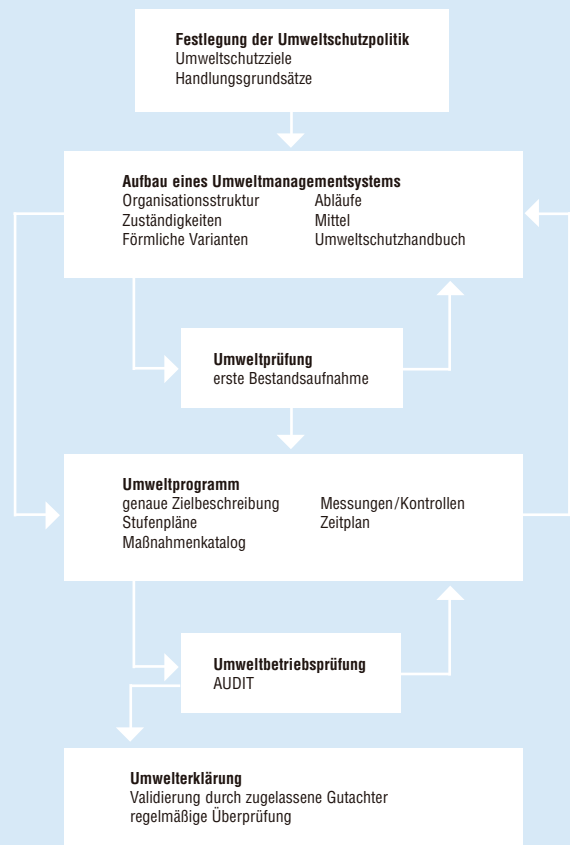 Festlegung der Umweltschutzpolitik
Umweltschutzziele
Handlungsgrundsätze
Aufbau eines Umweltmanagementsystems
Organisationsstruktur Abläufe
Zuständigkeiten Mittel
Förmliche Varianten Umweltschutzhandbuch
Umweltprüfung
erste Bestandsaufnahme
Umweltprogramm
genaue Zielbeschreibung Messungen/Kontrollen
Stufenpläne Zeitplan
Maßnahmenkatalog
Umweltbetriebsprüfung
AUDIT
Umwelterklärung
Validierung durch zugelassene Gutachter
regelmäßige Überprüfung